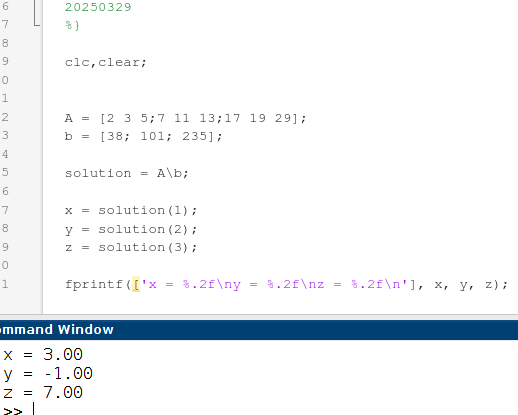 6 20250329
7 %}
8
9 clc,clear;
0
1
2 A = [2 3 5;7 11 13;17 19 29];
3 b = [38; 101; 235];
4
5 solution = A\b;
6
7 x = solution(1);
8 y = solution(2);
9 z = solution(3);
0
1 fprintf(['x = %.2f\ny = %.2f\nz = %.2f\n'], x, y, z);
ommand Window
x = 3.00
y = -1.00
z = 7.00
>>